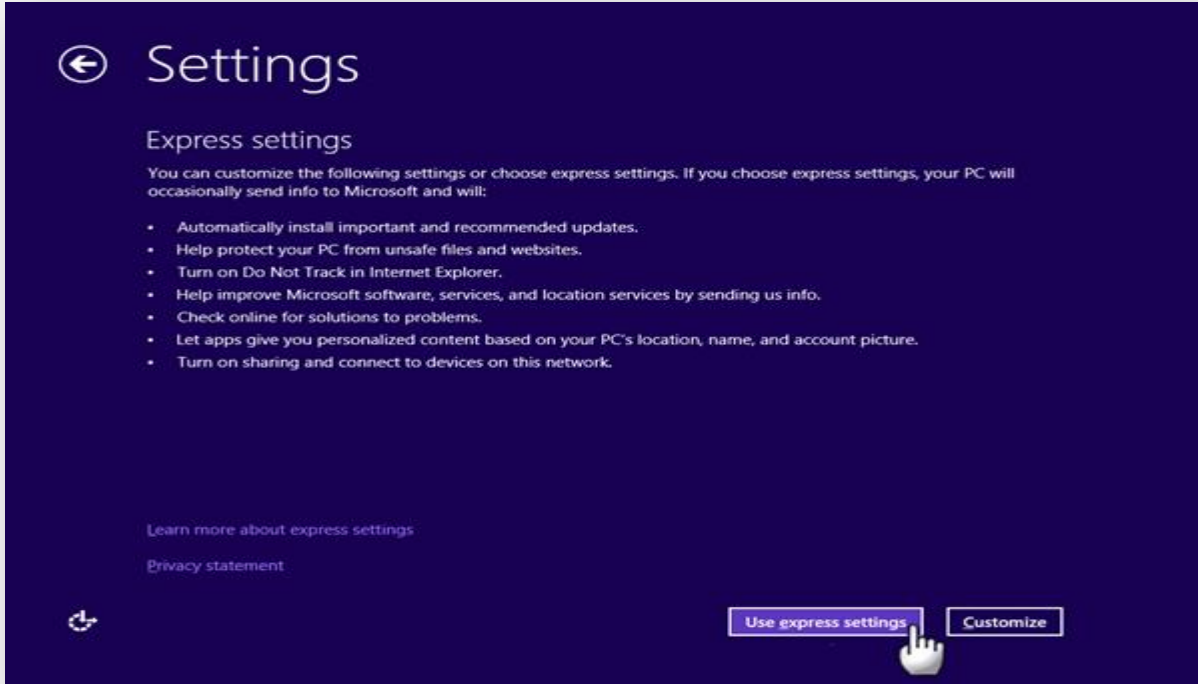 Settings
Express settings
You can customize the following settings or choose express settings. If you choose express settings, your PC will
occasionally send info to Microsoft and will:
• Automatically install important and recommended updates.
• Help protect your PC from unsafe files and websites.
• Turn on Do Not Track in Internet Explorer.
• Help improve Microsoft software, services, and location services by sending us info.
• Check online for solutions to problems.
• Let apps give you personalized content based on your PC's location, name, and account picture.
• Turn on sharing and connect to devices on this network.
Learn more about express settings
Privacy statement
Use express settings Customize